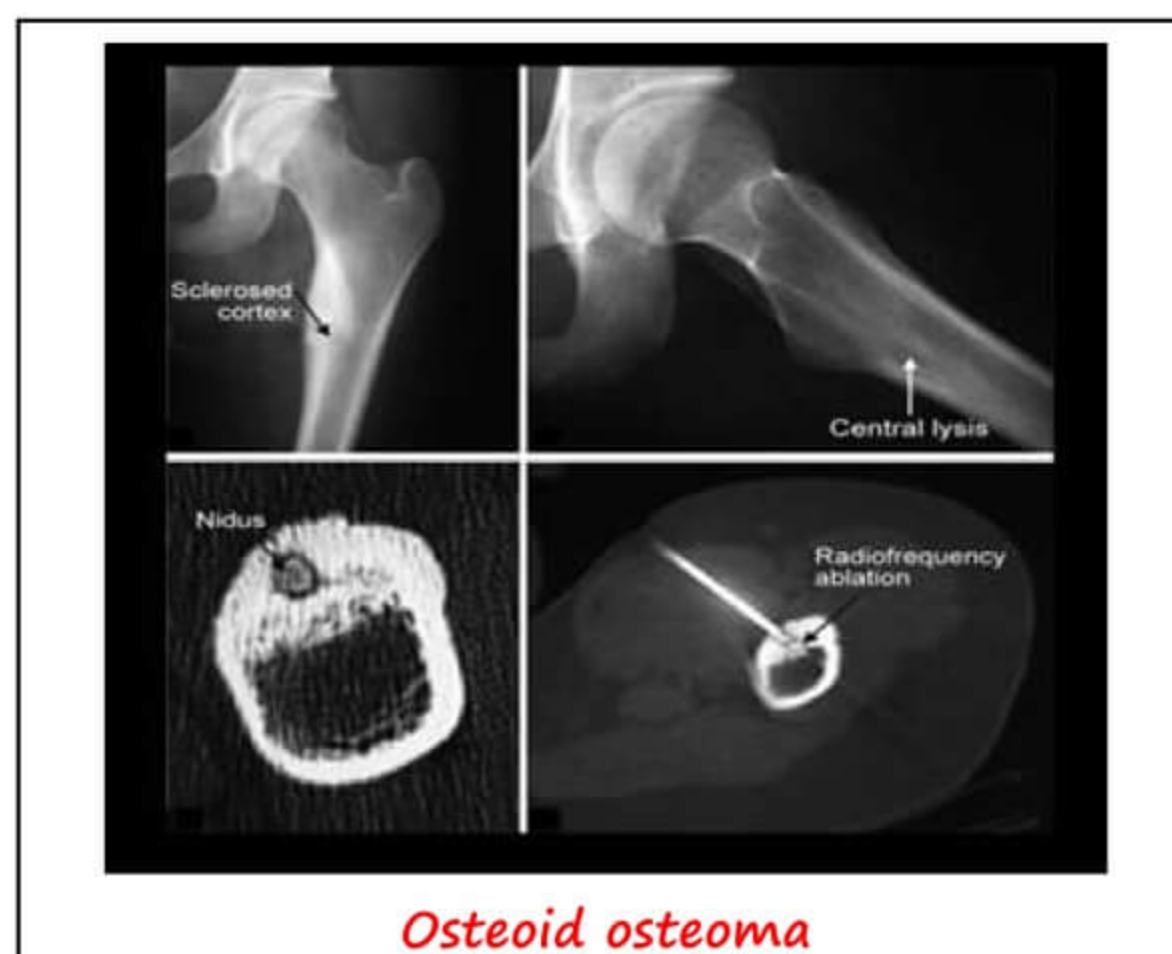 Sclerosed
cortex
Central lysis
Nidus
Radiofrequency
ablation
Osteoid osteoma